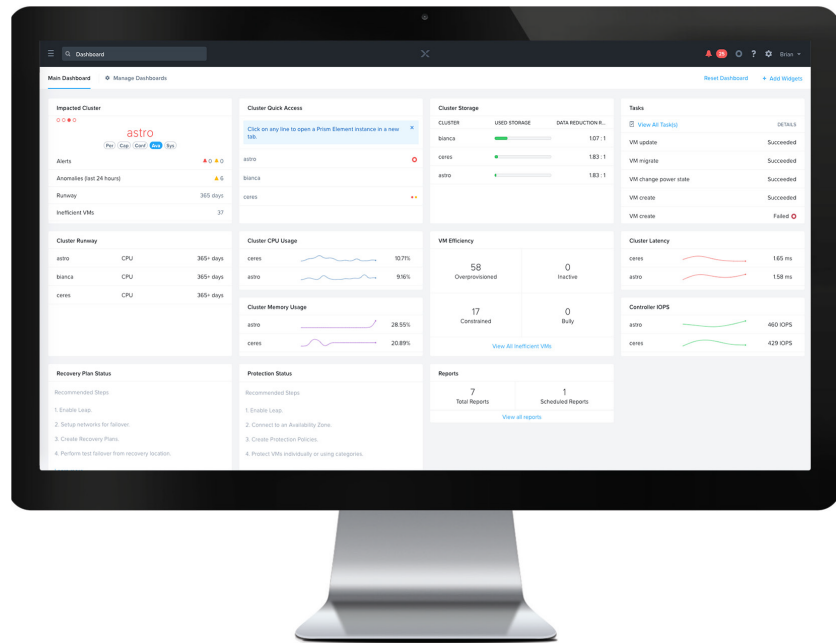 Dashboard
75
?
Brian
Main Dashboard
Manage Dashboards
Reset Dashboard
+ Add Widgets
Impacted Cluster
astro
Per Cap Conf Ava Sys
Alerts
0 0
Anomalies (last 24 hours)
6
Runway
365 days
Inefficient VMs
37
Cluster Quick Access
Click on any line to open a Prism Element instance in a new
tab.
×
astro
bianca
ceres
Cluster Storage
CLUSTER USED STORAGE DATA REDUCTION R...
bianca 1.07 : 1
ceres 1.83 : 1
astro 1.83 : 1
Tasks
View All Task(s) DETAILS
VM update Succeeded
VM migrate Succeeded
VM change power state Succeeded
VM create Succeeded
VM create Failed
Cluster Runway
astro CPU 365+ days
bianca CPU 365+ days
ceres CPU 365+ days
Cluster CPU Usage
ceres 10.71%
astro 9.16%
Cluster Memory Usage
astro 28.55%
ceres 20.89%
VM Efficiency
58
Overprovisioned
0
Inactive
17
Constrained
0
Bully
View All Inefficient VMs
Cluster Latency
ceres 1.65 ms
astro 1.58 ms
Controller IOPS
astro 460 IOPS
ceres 429 IOPS
Recovery Plan Status
Recommended Steps
1. Enable Leap.
2. Setup networks for failover.
3. Create Recovery Plans.
4. Perform test failover from recovery location.
Protection Status
Recommended Steps
1. Enable Leap.
2. Connect to an Availability Zone.
3. Create Protection Policies.
4. Protect VMs individually or using categories.
Reports
7
Total Reports
1
Scheduled Reports
View all reports